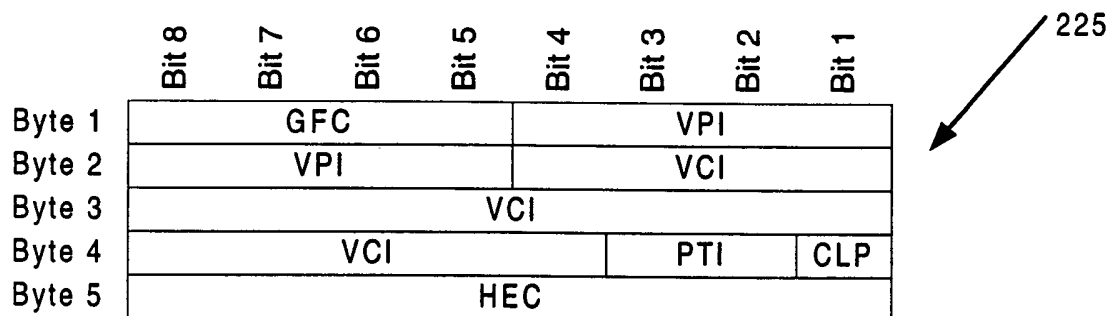 225
Bit 8 Bit 7 Bit 6 Bit 5 Bit 4 Bit 3 Bit 2 Bit 1
Byte 1 GFC VPI
Byte 2 VPI VCI
Byte 3 VCI
Byte 4 VCI PTI CLP
Byte 5 HEC